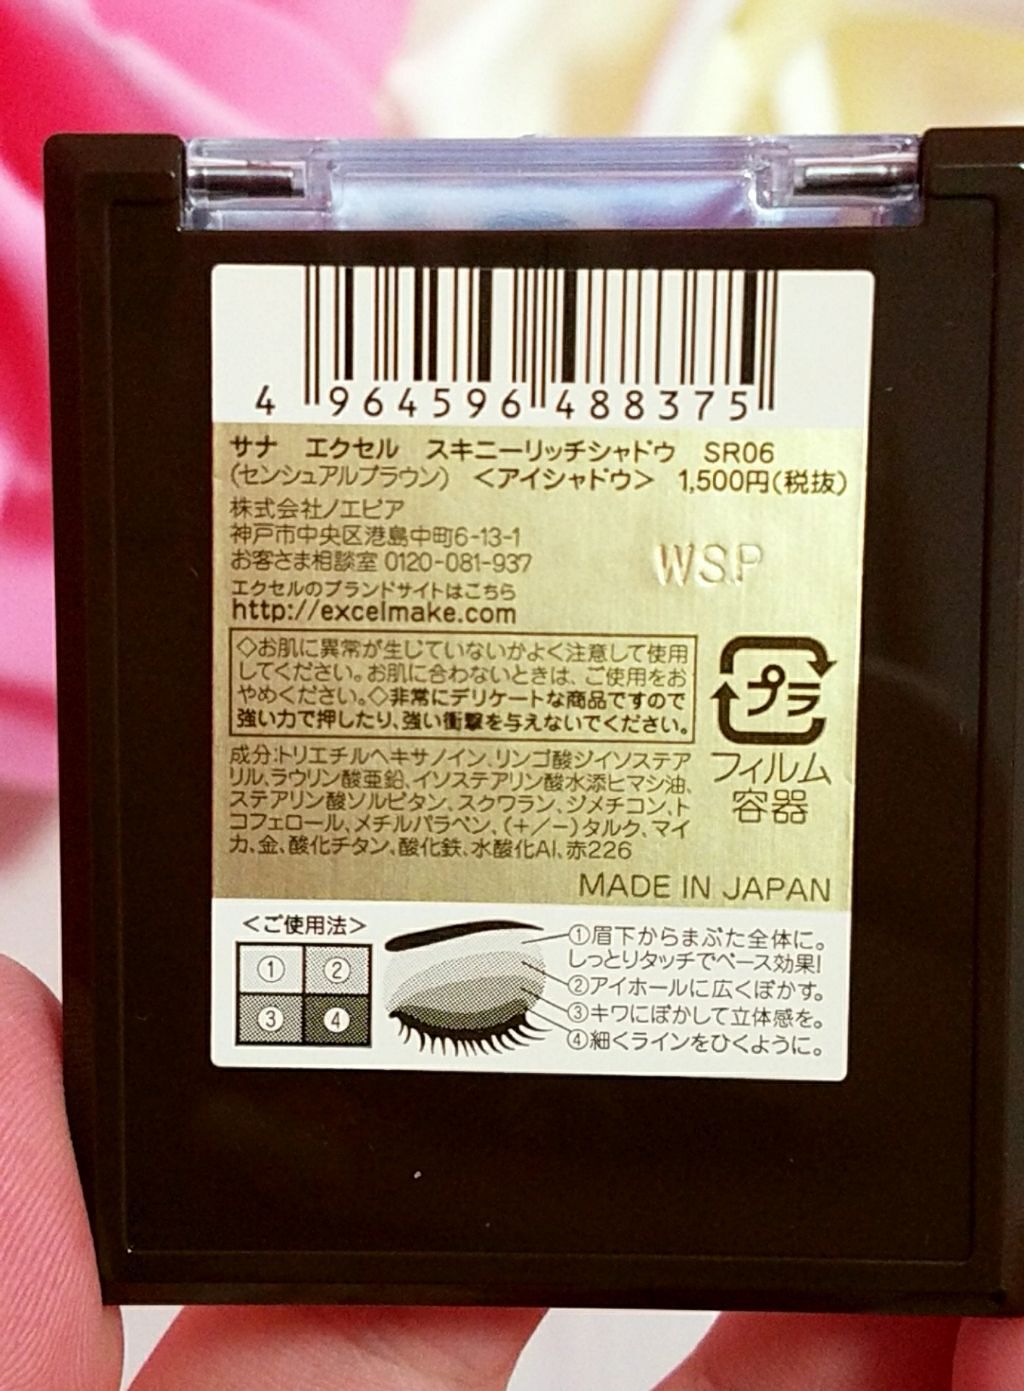 4 964596 488375
サナ エクセル スキニーリッチシャドウ SR06
(センシュアルブラウン) <アイシャドウ> 1,500円(税抜)
株式会社ノエビア
神戸市中央区港島中町6-13-1
お客さま相談室 0120-081-937
エクセルのブランドサイトはこちら
http://excelmake.com
WSP
◇お肌に異常が生じていないかよく注意して使用
してください。お肌に合わないときは、ご使用をお
やめください。◇非常にデリケートな商品ですので
強い力で押したり、強い衝撃を与えないでください。
成分:トリエチルヘキサノイン、リンゴ酸ジイソステア
リル、ラウリン酸亜鉛、イソステアリン酸水添ヒマシ油、
ステアリン酸ソルビタン、スクワラン、ジメチコン、ト
コフェロール、メチルパラベン、(+/-)タルク、マイ
カ、金、酸化チタン、酸化鉄、水酸化Al、赤226
プラ
フィルム
容器
MADE IN JAPAN
<ご使用法>
① ②
③ ④
①眉下からまぶた全体に。
しっとりタッチでベース効果!
②アイホールに広くぼかす。
③キワにぼかして立体感を。
④細くラインをひくように。